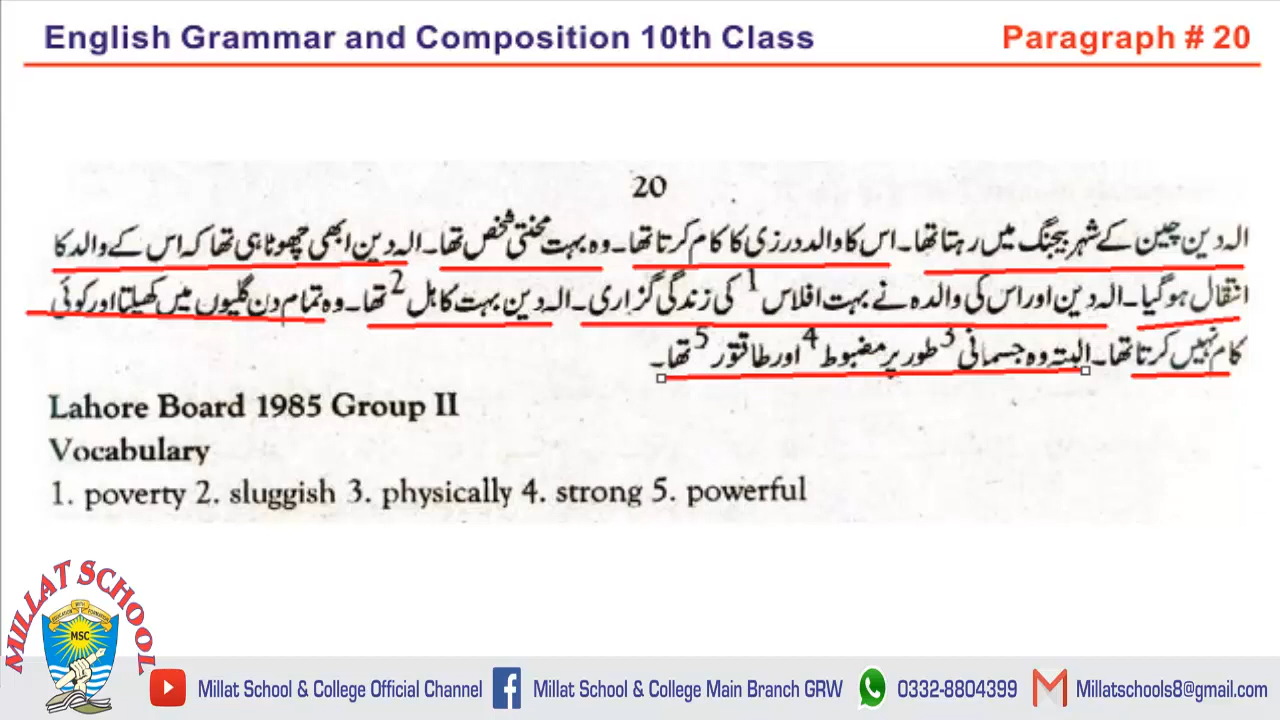 English Grammar and Composition 10th Class Paragraph # 20
20
الہ دین چین کے شہر بیجنگ میں رہتا تھا۔ اس کا والد درزی کا کام کرتا تھا۔ وہ بہت محنتی شخص تھا۔ الہ دین ابھی چھوٹا ہی تھا کہ اس کے والد کا
انتقال ہو گیا۔ الہ دین اور اس کی والدہ نے بہت افلاس 1 کی زندگی گزاری۔ الہ دین بہت کاہل 2 تھا۔ وہ تمام دن گلیوں میں کھیلتا اور کوئی
کام نہیں کرتا تھا۔ البتہ وہ جسمانی 3 طور پر مضبوط 4 اور طاقتور 5 تھا۔
Lahore Board 1985 Group II
Vocabulary
1. poverty 2. sluggish 3. physically 4. strong 5. powerful
MILLAT SCHOOL
MSC
Millat School & College Official Channel Millat School & College Main Branch GRW 0332-8804399 Millatschools8@gmail.com